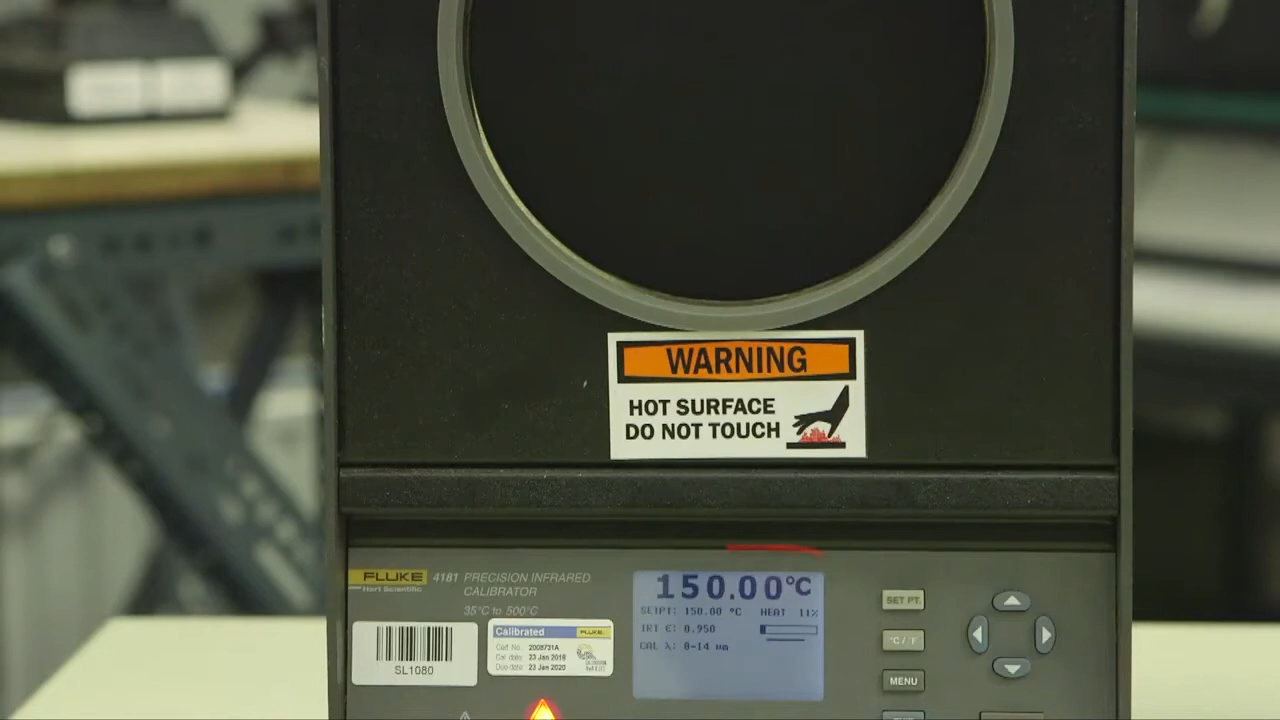 WARNING
HOT SURFACE
DO NOT TOUCH
FLUKE
Hart Scientific
4181 PRECISION INFRARED
CALIBRATOR
35°C to 500°C
SL1080
Calibrated FLUKE
Cert No. 2008731A
Cal date: 23 Jan 2018
Due date: 23 Jan 2020
150.00°C
SETPT: 150.00 °C HEAT 11%
IRT ε: 0.950
CAL λ: 8-14 µm
SET PT.
°C / °F
MENU